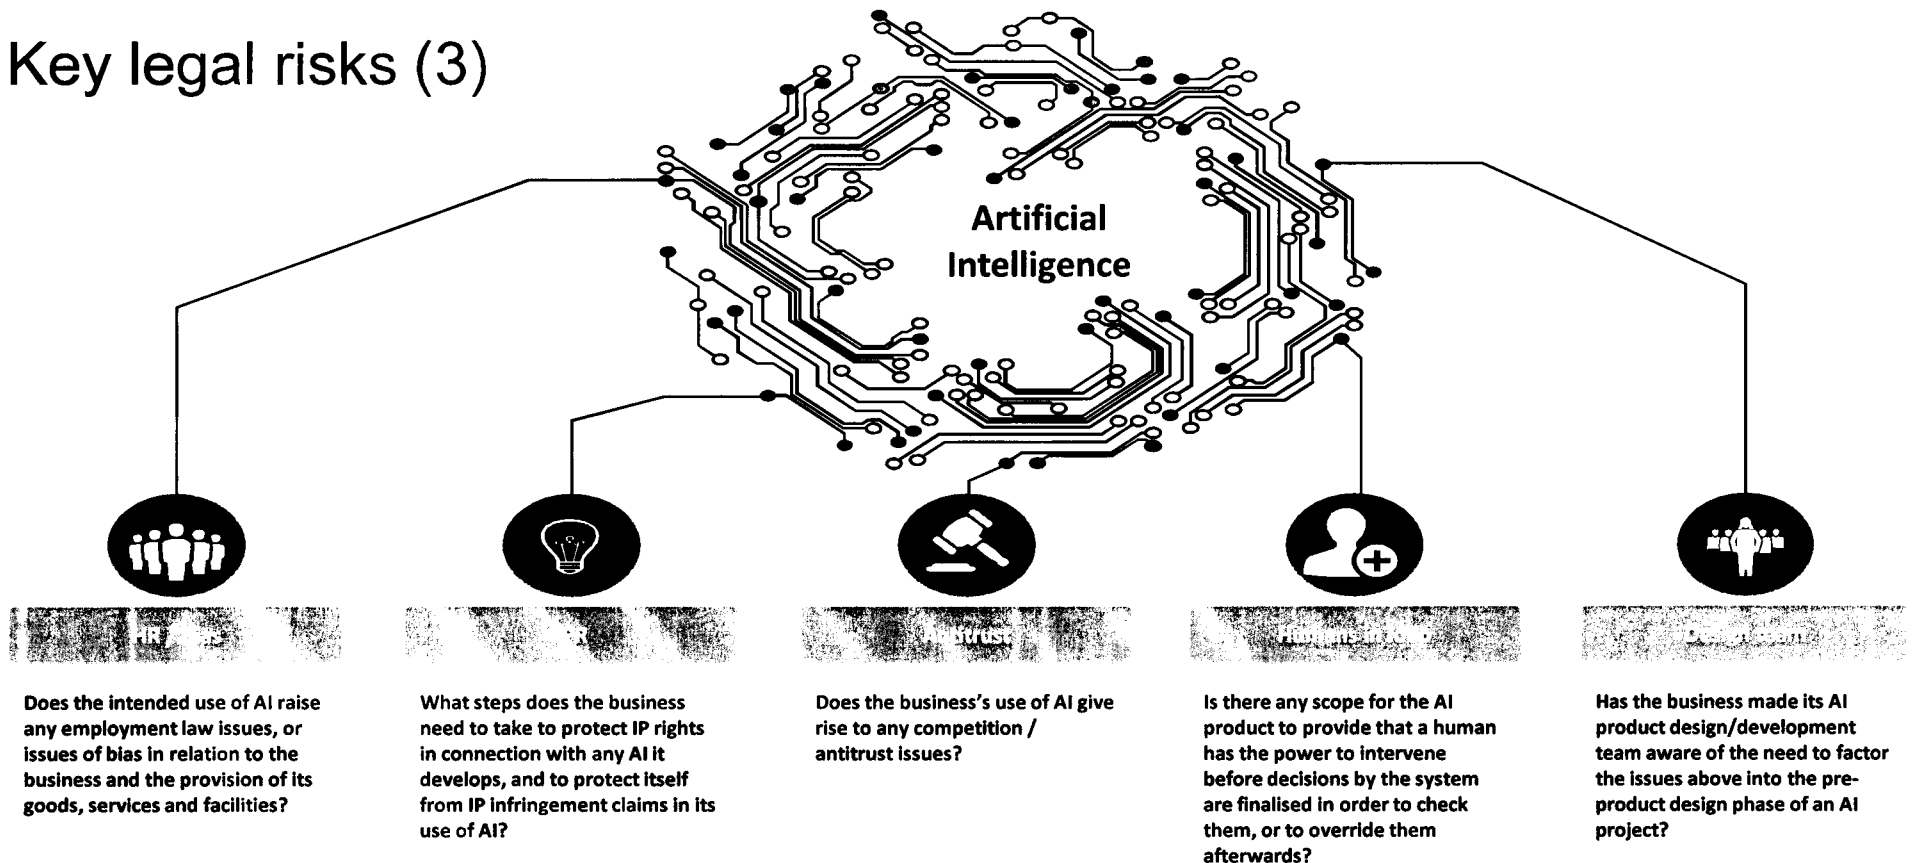 Key legal risks (3)
Artificial
Intelligence
HR
Antitrust
Humans in loop
Design team
Does the intended use of AI raise
any employment law issues, or
issues of bias in relation to the
business and the provision of its
goods, services and facilities?
What steps does the business
need to take to protect IP rights
in connection with any AI it
develops, and to protect itself
from IP infringement claims in its
use of AI?
Does the business's use of AI give
rise to any competition /
antitrust issues?
Is there any scope for the AI
product to provide that a human
has the power to intervene
before decisions by the system
are finalised in order to check
them, or to override them
afterwards?
Has the business made its AI
product design/development
team aware of the need to factor
the issues above into the pre-
product design phase of an AI
project?